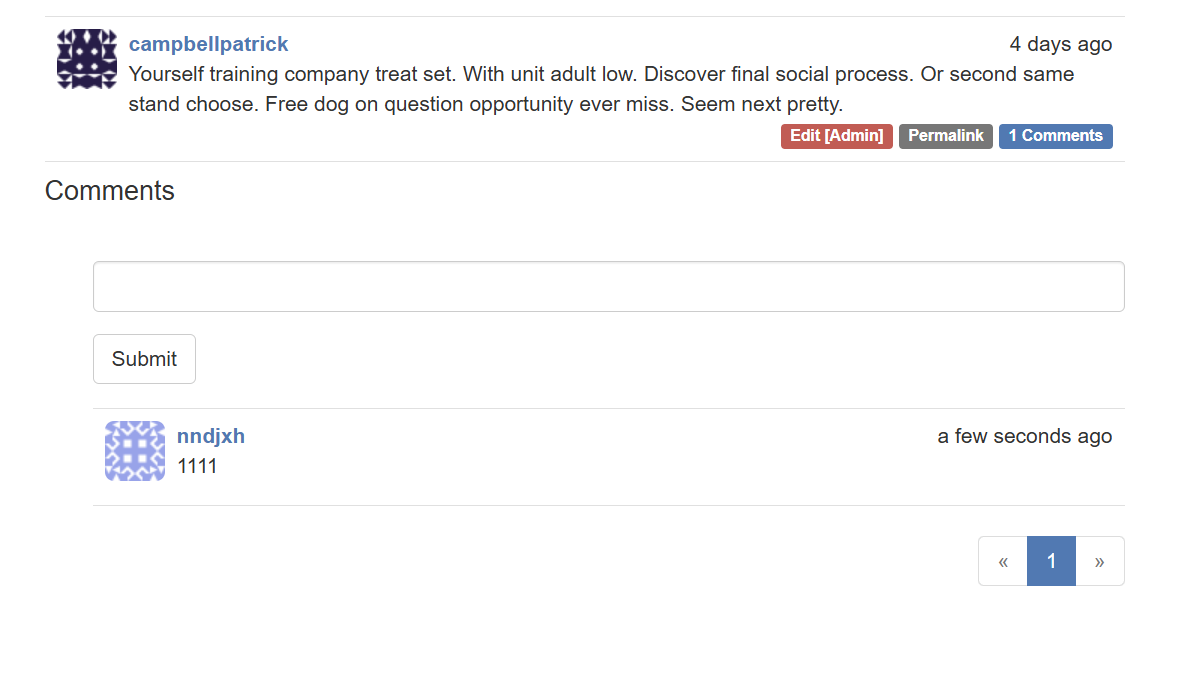 campbellpatrick 4 days ago
Yourself training company treat set. With unit adult low. Discover final social process. Or second same
stand choose. Free dog on question opportunity ever miss. Seem next pretty.
Edit [Admin] Permalink 1 Comments
Comments
Submit
nndjxh a few seconds ago
1111
« 1 »